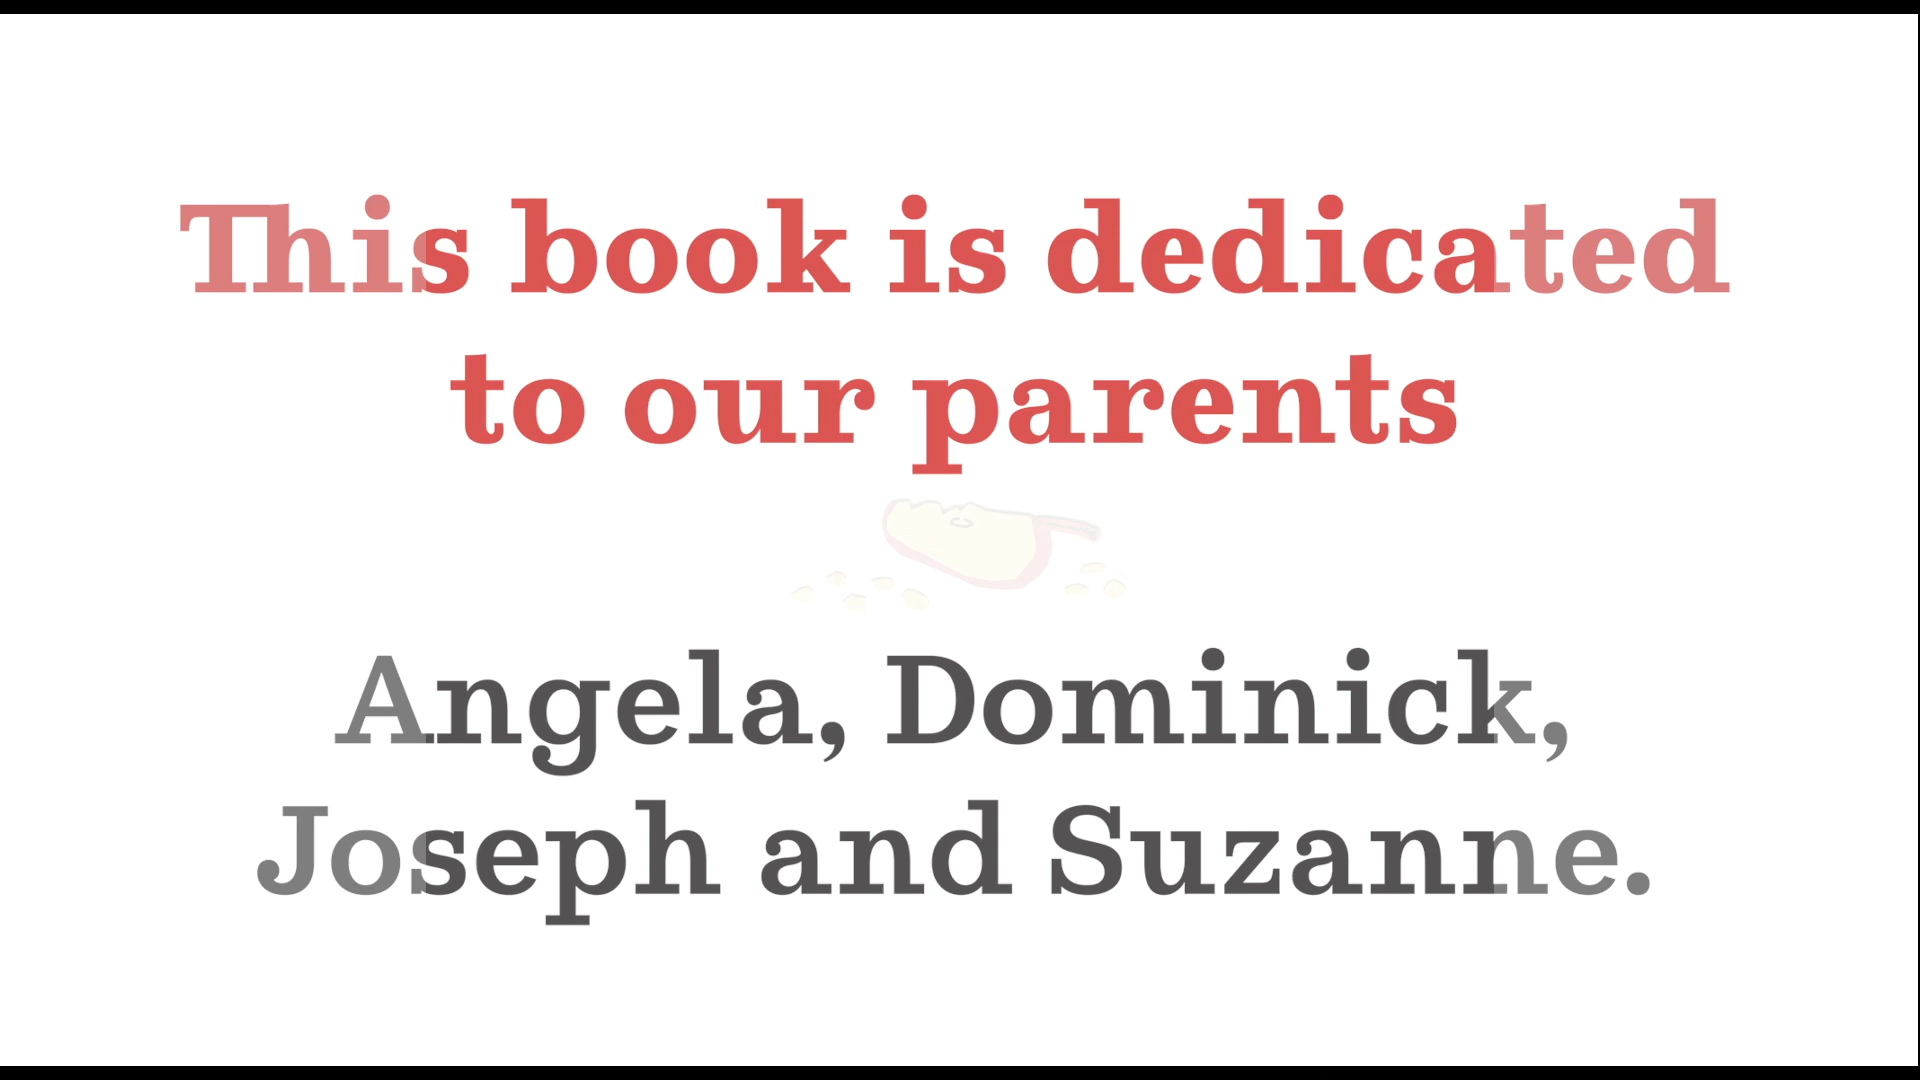 This book is dedicated
to our parents
Angela, Dominick,
Joseph and Suzanne.